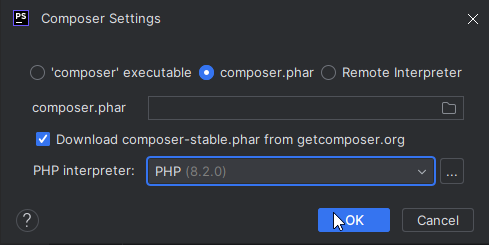 PS Composer Settings
'composer' executable composer.phar Remote Interpreter
composer.phar
Download composer-stable.phar from getcomposer.org
PHP interpreter: PHP (8.2.0) ...
? OK Cancel